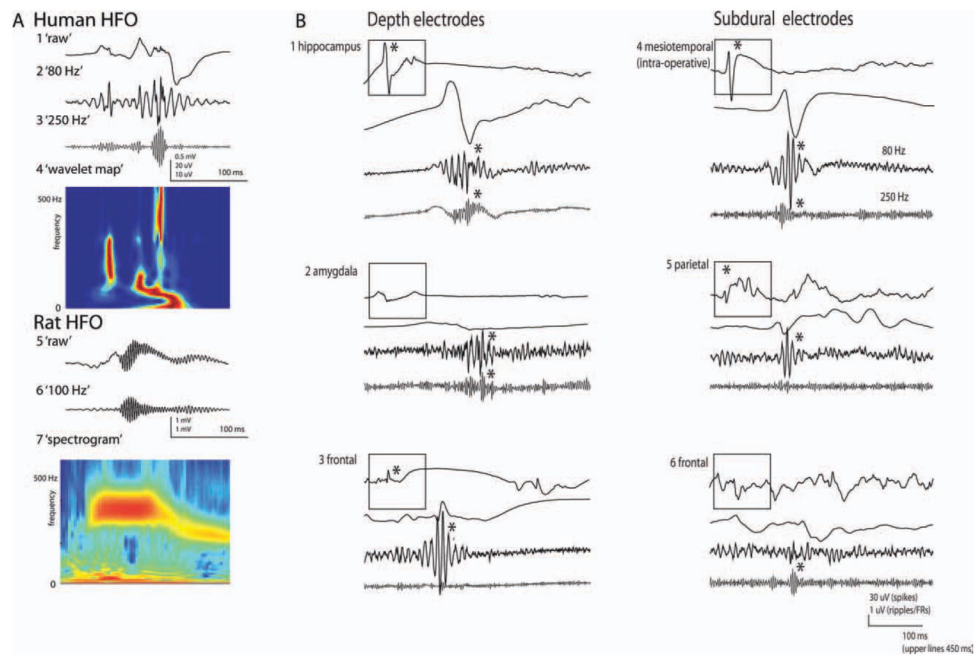 A Human HFO
1 'raw'
2 '80 Hz'
3 '250 Hz'
0.5 mV
20 uV
10 uV
100 ms
4 'wavelet map'
500 Hz
frequency
0
Rat HFO
5 'raw'
6 '100 Hz'
1 mV
1 mV
100 ms
7 'spectrogram'
500 Hz
frequency
0
B Depth electrodes
1 hippocampus
*
*
*
2 amygdala
*
*
3 frontal
*
*
Subdural electrodes
4 mesiotemporal
(intra-operative)
*
*
80 Hz
*
250 Hz
5 parietal
*
*
6 frontal
*
30 uV (spikes)
1 uV (ripples/FRs)
100 ms
(upper lines 450 ms)